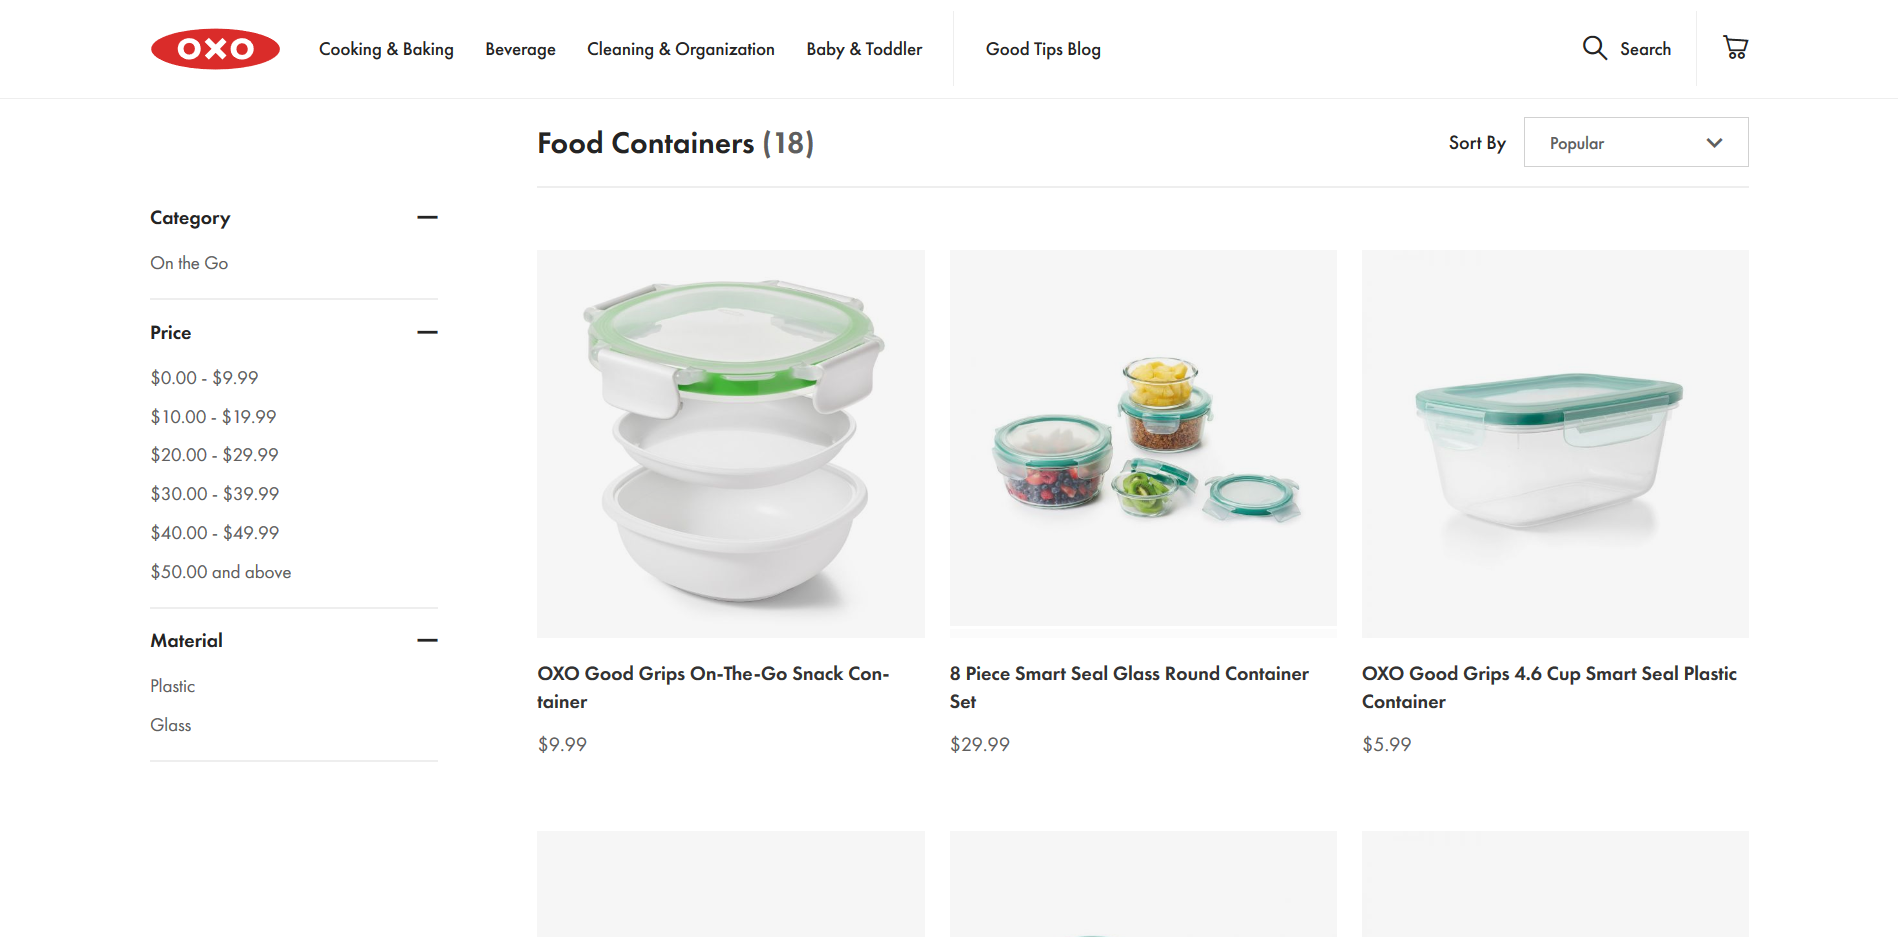 OXO
Cooking & Baking
Beverage
Cleaning & Organization
Baby & Toddler
Good Tips Blog
Search
Food Containers (18)
Sort By
Popular
Category
On the Go
Price
$0.00 - $9.99
$10.00 - $19.99
$20.00 - $29.99
$30.00 - $39.99
$40.00 - $49.99
$50.00 and above
Material
Plastic
Glass
OXO Good Grips On-The-Go Snack Con-
tainer
$9.99
8 Piece Smart Seal Glass Round Container
Set
$29.99
OXO Good Grips 4.6 Cup Smart Seal Plastic
Container
$5.99